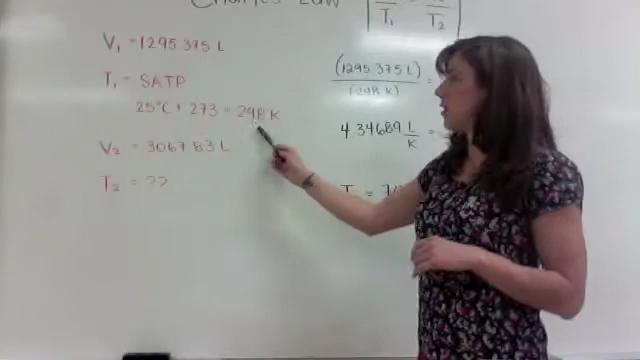 Charles Law
T₁ T₂
V₁ = 1295 375 L
T₁ = SATP
25°C + 273 = 298 K
V₂ = 3067 83 L
T₂ = ??
(1295 375 L) =
(298 K)
4 34689 L/K =
T =